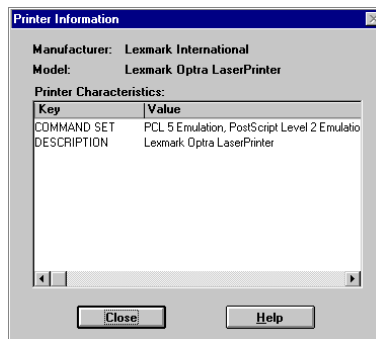 Printer Information
Manufacturer: Lexmark International
Model: Lexmark Optra LaserPrinter
Printer Characteristics:
Key Value
COMMAND SET PCL 5 Emulation, PostScript Level 2 Emulatio
DESCRIPTION Lexmark Optra LaserPrinter
Close Help